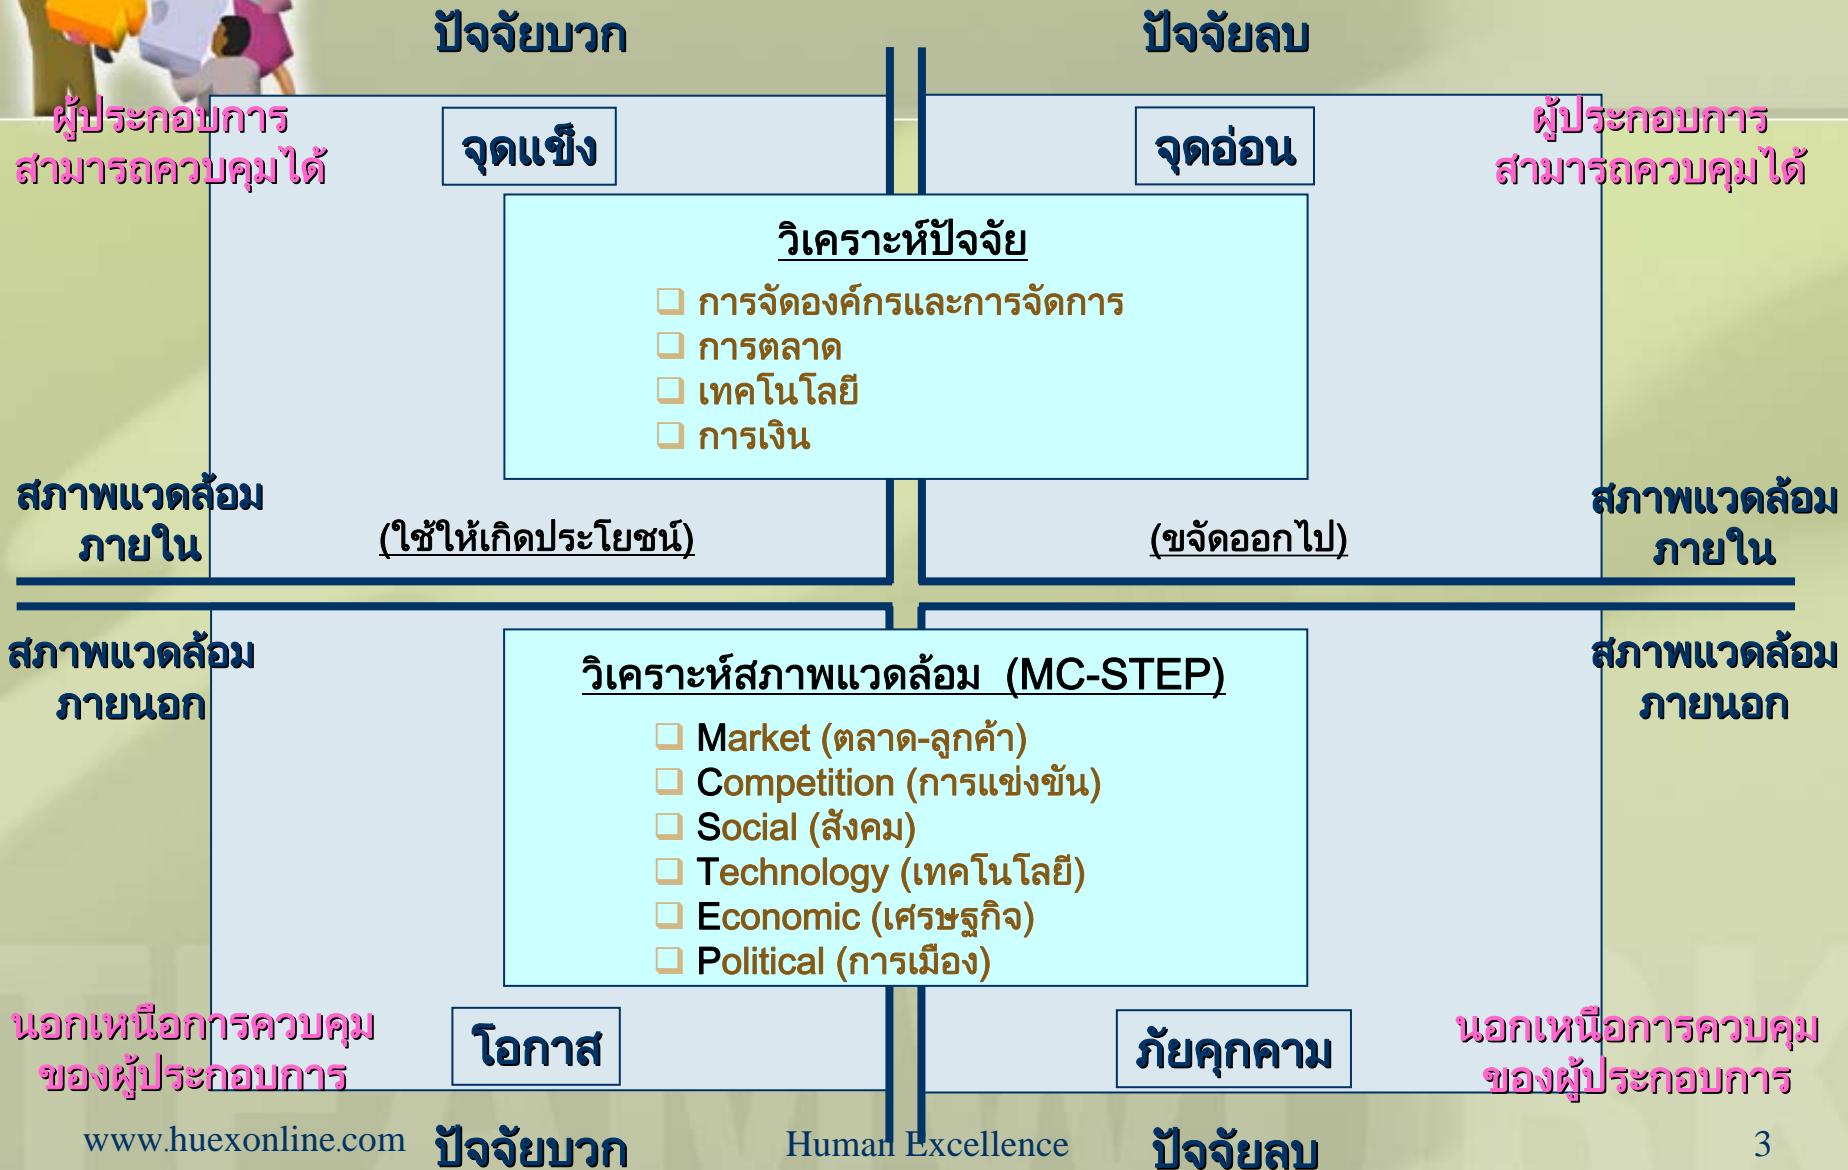 ปัจจัยบวก
ปัจจัยลบ
ผู้ประกอบการ
สามารถควบคุมได้
จุดแข็ง
จุดอ่อน
ผู้ประกอบการ
สามารถควบคุมได้
วิเคราะห์ปัจจัย
การจัดองค์กรและการจัดการ
การตลาด
เทคโนโลยี
การเงิน
สภาพแวดล้อม
ภายใน
(ใช้ให้เกิดประโยชน์)
(ขจัดออกไป)
สภาพแวดล้อม
ภายใน
สภาพแวดล้อม
ภายนอก
สภาพแวดล้อม
ภายนอก
วิเคราะห์สภาพแวดล้อม (MC-STEP)
Market (ตลาด-ลูกค้า)
Competition (การแข่งขัน)
Social (สังคม)
Technology (เทคโนโลยี)
Economic (เศรษฐกิจ)
Political (การเมือง)
นอกเหนือการควบคุม
ของผู้ประกอบการ
โอกาส
ภัยคุกคาม
นอกเหนือการควบคุม
ของผู้ประกอบการ
www.huexonline.com
ปัจจัยบวก
Human Excellence
ปัจจัยลบ
3